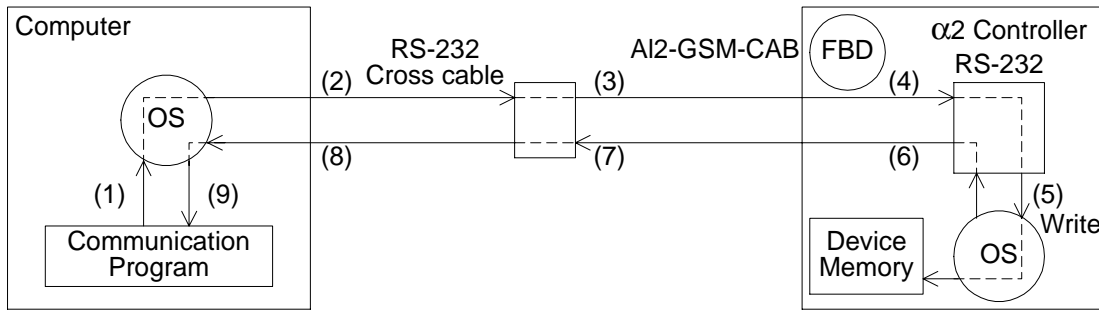 Computer
OS
(1)
(9)
Communication
Program
(2)
RS-232
Cross cable
(8)
AI2-GSM-CAB
(3)
(7)
FBD
α2 Controller
RS-232
(4)
(6)
(5)
Write
OS
Device
Memory